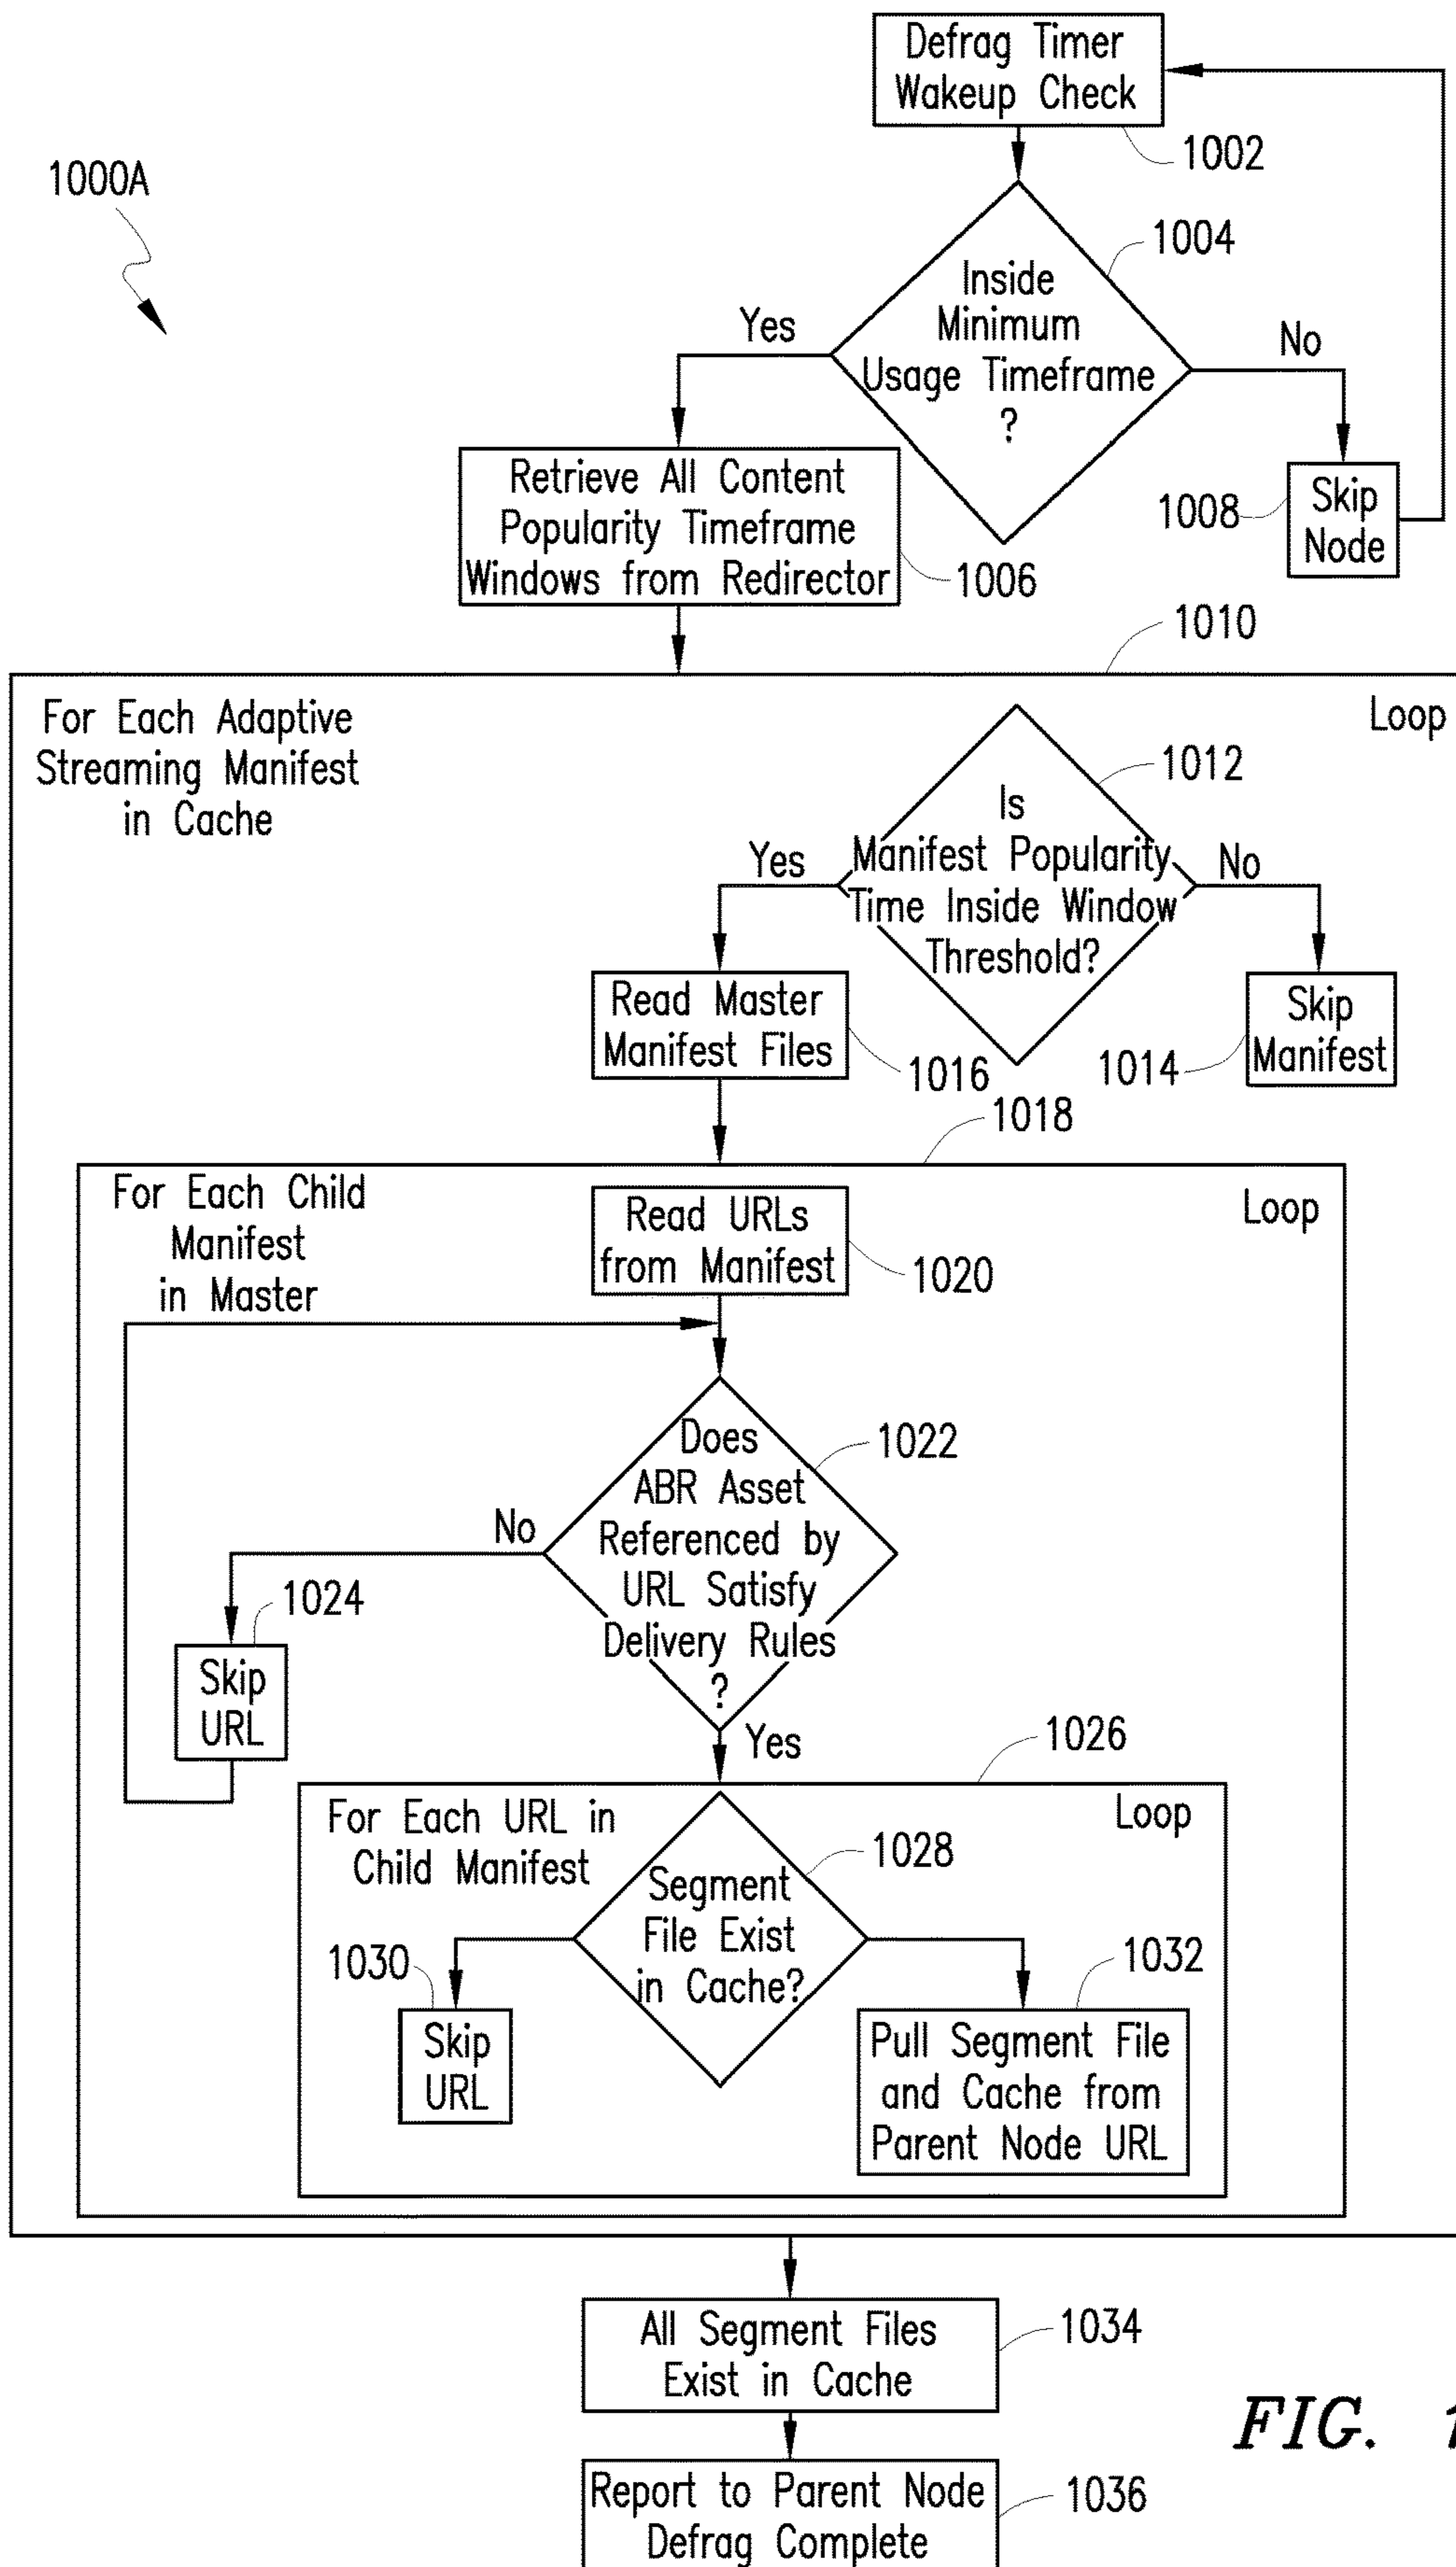 Defrag Timer
Wakeup Check
1002
1000A
1004
Inside
Minimum
Usage Timeframe
?
Yes
No
Retrieve All Content
Popularity Timeframe
Windows from Redirector
1006
1008
Skip
Node
1010
For Each Adaptive
Streaming Manifest
in Cache
Loop
1012
Is
Manifest Popularity
Time Inside Window
Threshold?
Yes
No
Read Master
Manifest Files
1016
1014
Skip
Manifest
1018
For Each Child
Manifest
in Master
Loop
Read URLs
from Manifest
1020
Does
ABR Asset
Referenced by
URL Satisfy
Delivery Rules
?
1022
No
1024
Skip
URL
Yes
1026
For Each URL in
Child Manifest
Loop
1028
Segment
File Exist
in Cache?
1030
Skip
URL
1032
Pull Segment File
and Cache from
Parent Node URL
All Segment Files
Exist in Cache
1034
FIG. 1
Report to Parent Node
Defrag Complete
1036